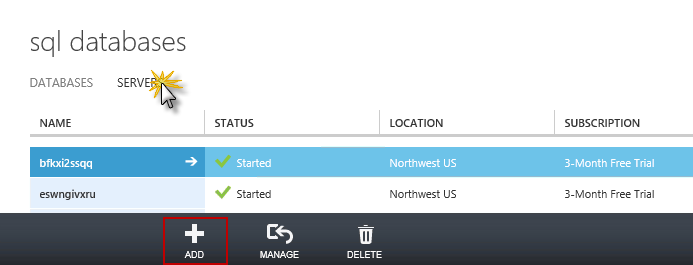 sql databases
DATABASES SERVER
NAME STATUS LOCATION SUBSCRIPTION
bfkxi2ssqq Started Northwest US 3-Month Free Trial
eswngivxru Started Northwest US 3-Month Free Trial
ADD MANAGE DELETE